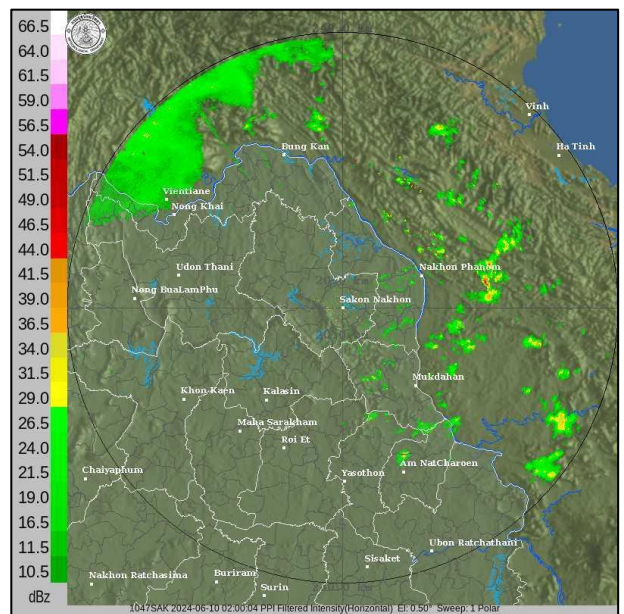 66.5
64.0
61.5
59.0
56.5
54.0
51.5
49.0
46.5
44.0
41.5
39.0
36.5
34.0
31.5
29.0
26.5
24.0
21.5
19.0
16.5
13.5
10.5
dBz
Vinh
Ha Tinh
Bung Kan
Vientiane
Nong Khai
Udon Thani
Nakhon Phanom
Nong BuaLamPhu
Sakon Nakhon
Mukdahan
Khon Kaen
Kalasin
Maha Sarakham
Roi Et
Am NatCharoen
Chaiyaphum
Yasothon
Ubon Ratchathani
Sisaket
Nakhon Ratchasima
Buriram
Surin
1047SAK 2024-06-10 02:00:04 PPI Filtered Intensity(Horizontal) El: 0.50° Sweep: 1 Polar